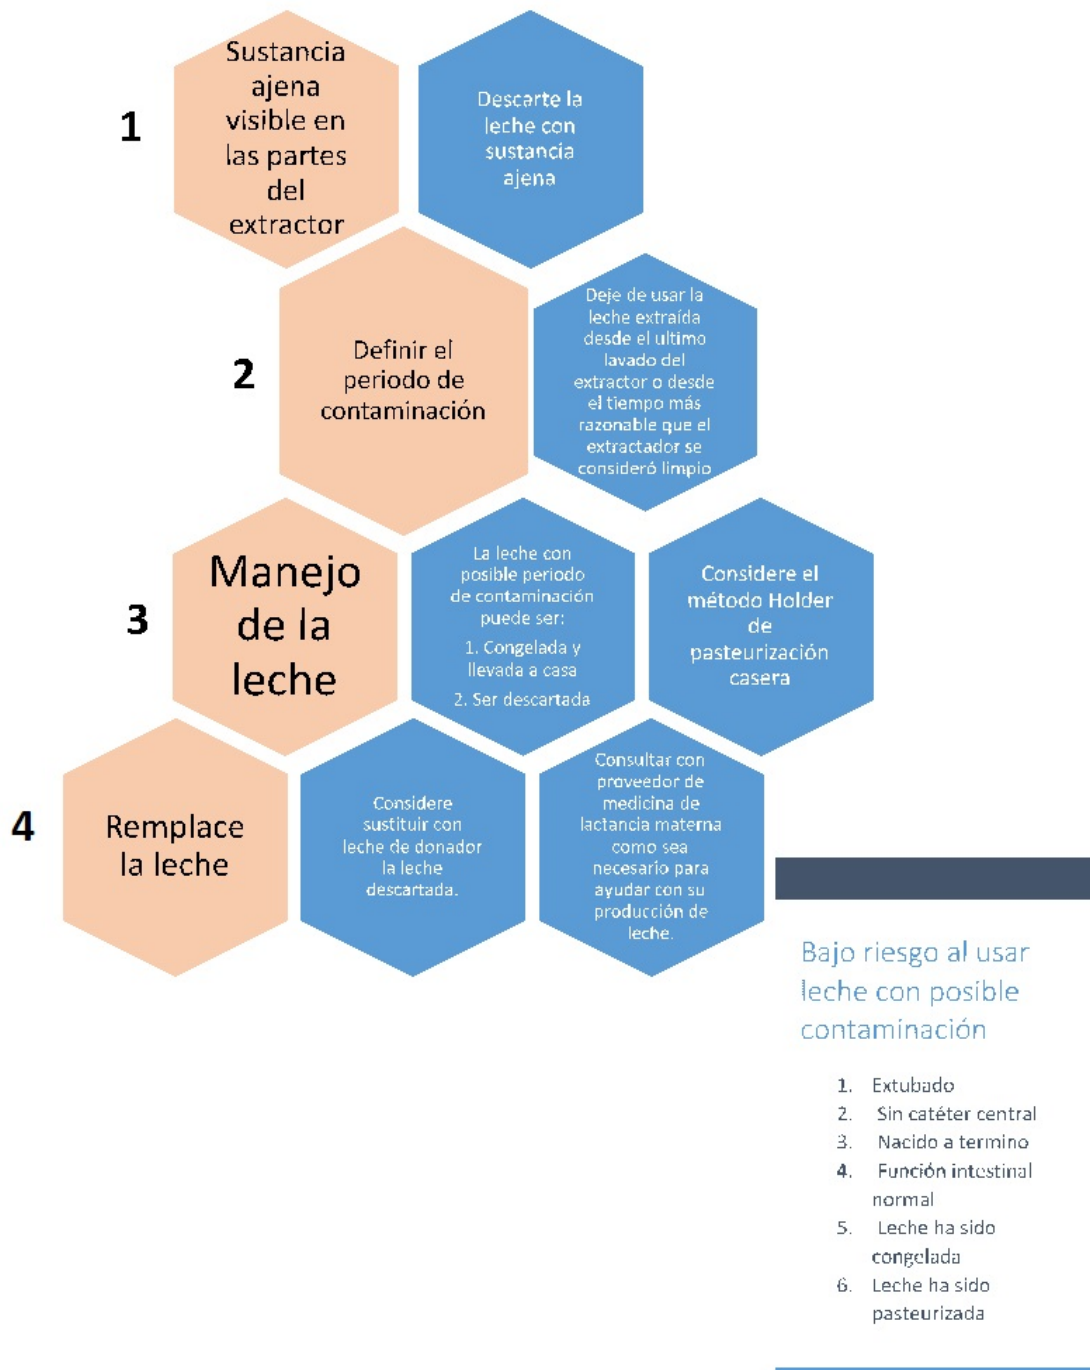 1
Sustancia
ajena
visible en
las partes
del
extractor
Descarte la
leche con
sustancia
ajena
2
Definir el
periodo de
contaminación
Deje de usar la
leche extraída
desde el ultimo
lavado del
extractor o desde
el tiempo más
razonable que el
extractador se
consideró limpio
3
Manejo
de la
leche
La leche con
posible periodo
de contaminación
puede ser:
1. Congelada y
llevada a casa
2. Ser descartada
Considere el
método Holder
de
pasteurización
casera
4
Remplace
la leche
Considere
sustituir con
leche de donador
la leche
descartada.
Consultar con
proveedor de
medicina de
lactancia materna
como sea
necesario para
ayudar con su
producción de
leche.
Bajo riesgo al usar
leche con posible
contaminación
1. Extubado
2. Sin catéter central
3. Nacido a termino
4. Función intestinal
normal
5. Leche ha sido
congelada
6. Leche ha sido
pasteurizada